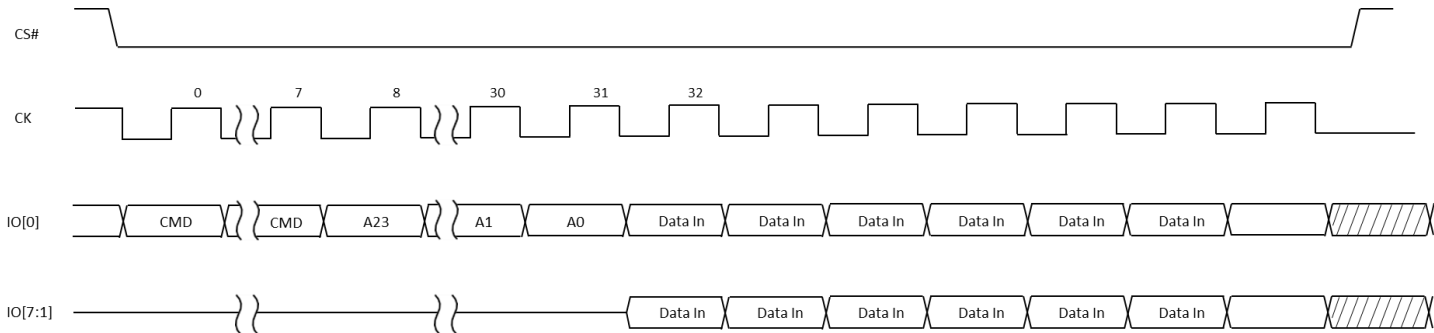 CS#
0 7 8 30 31 32
CK
IO[0] CMD CMD A23 A1 A0 Data In Data In Data In Data In Data In Data In
IO[7:1] Data In Data In Data In Data In Data In Data In